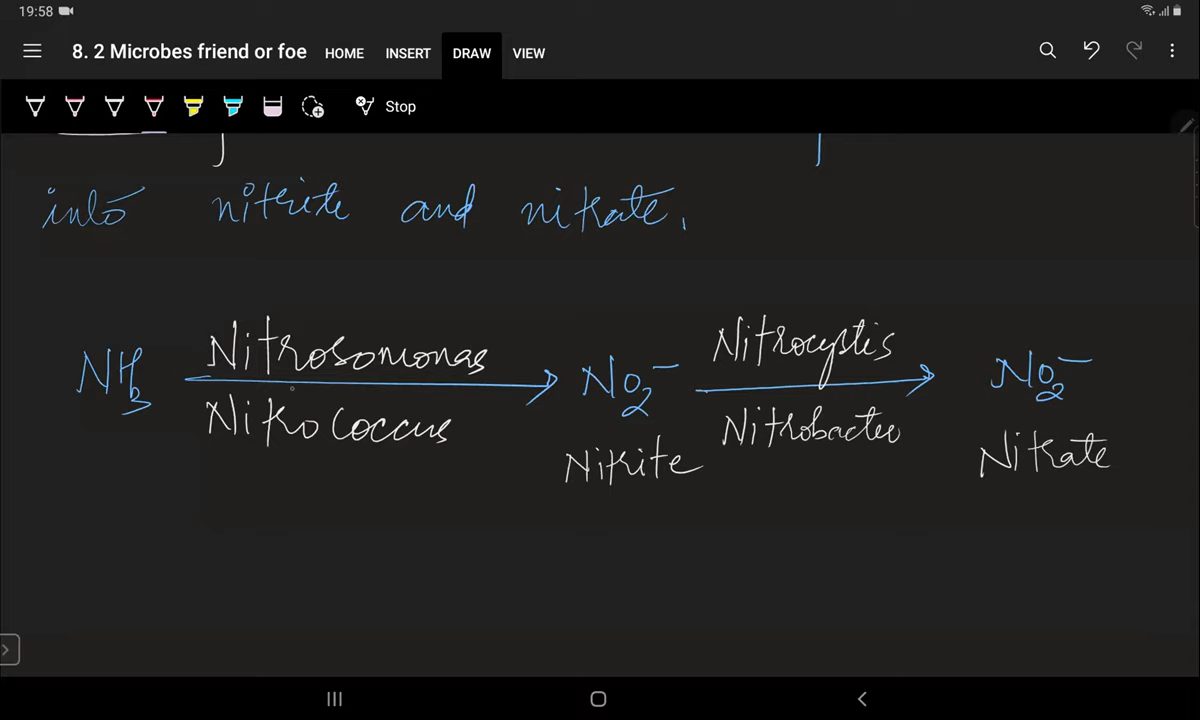 19:58
8. 2 Microbes friend or foe HOME INSERT DRAW VIEW
Stop
into nitrite and nitrate.
NH3 Nitrosomonas NO2⁻ Nitrocystis NO2⁻
Nitrococcus Nitrobacter
Nitrite Nitrate